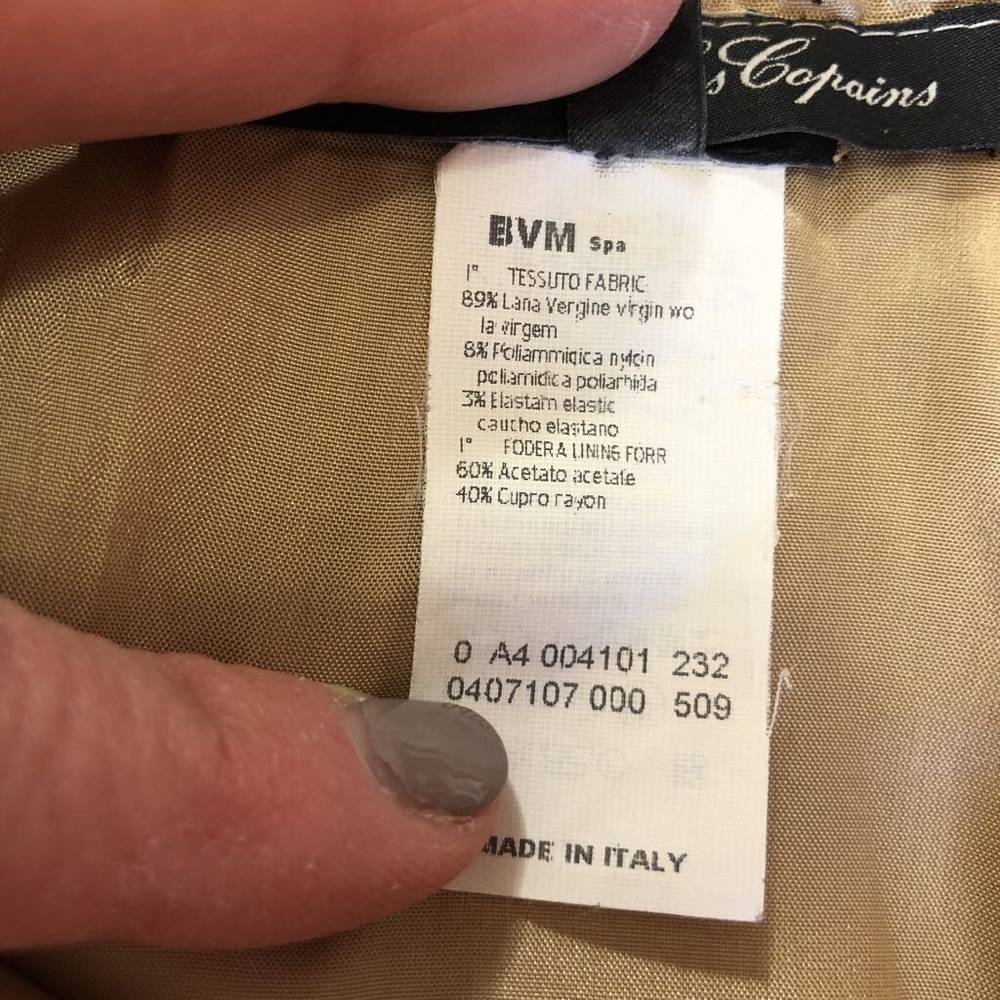 Copains
BVM Spa
1° TESSUTO FABRIC
89% Lana Vergine virgin wo
la virgem
8% Poliammidica nylon
poliamidica poliamida
3% Elastam elastic
caucho elastano
1° FODERA LINING FORR
60% Acetato acetate
40% Cupro rayon
0 A4 004101 232
0407107 000 509
MADE IN ITALY